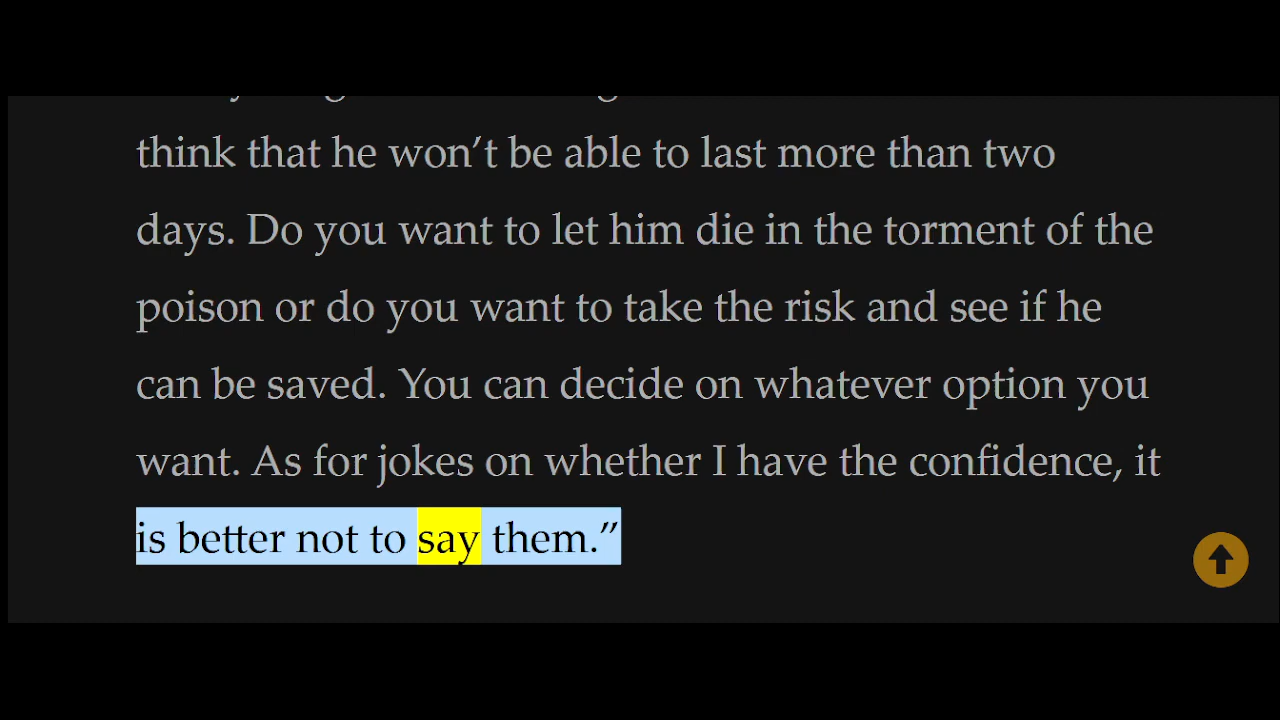 think that he won’t be able to last more than two
days. Do you want to let him die in the torment of the
poison or do you want to take the risk and see if he
can be saved. You can decide on whatever option you
want. As for jokes on whether I have the confidence, it
is better not to say them.”